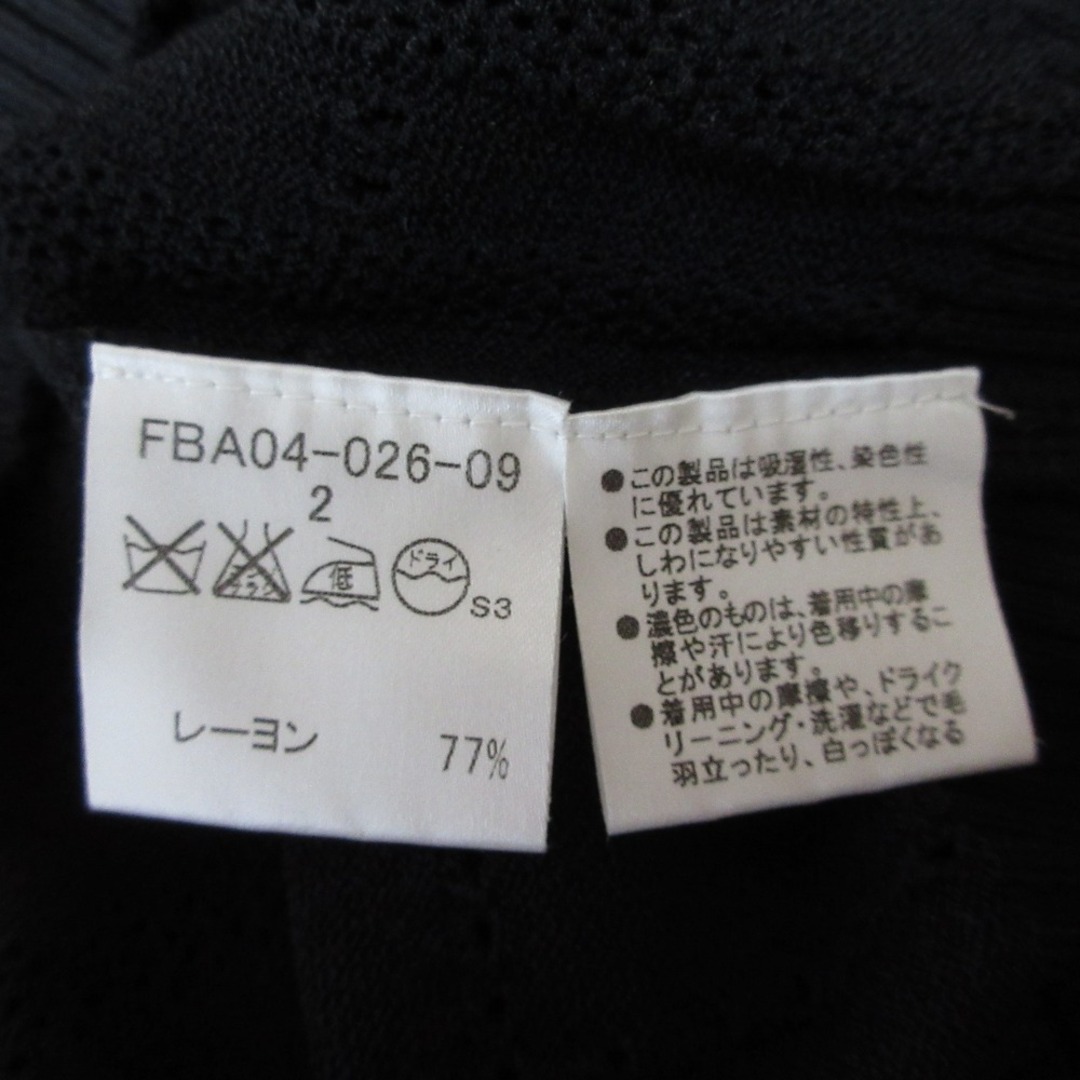 FBA04-026-09
2
エンソ
サラシ
低
ドライ
S3
レーヨン 77%
●この製品は吸湿性、染色性
に優れています。
●この製品は素材の特性上、
しわになりやすい性質があ
ります。
●濃色のものは、着用中の摩
擦や汗により色移りするこ
とがあります。
●着用中の摩擦や、ドライク
リーニング・洗濯などで毛
羽立ったり、白っぽくなる